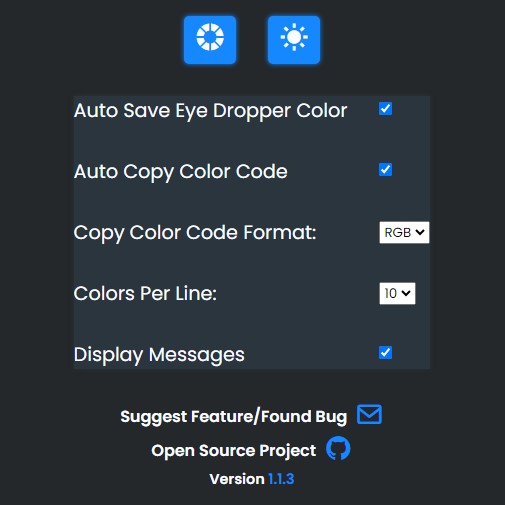 Auto Save Eye Dropper Color
Auto Copy Color Code
Copy Color Code Format: RGB
Colors Per Line: 10
Display Messages
Suggest Feature/Found Bug
Open Source Project
Version 1.1.3